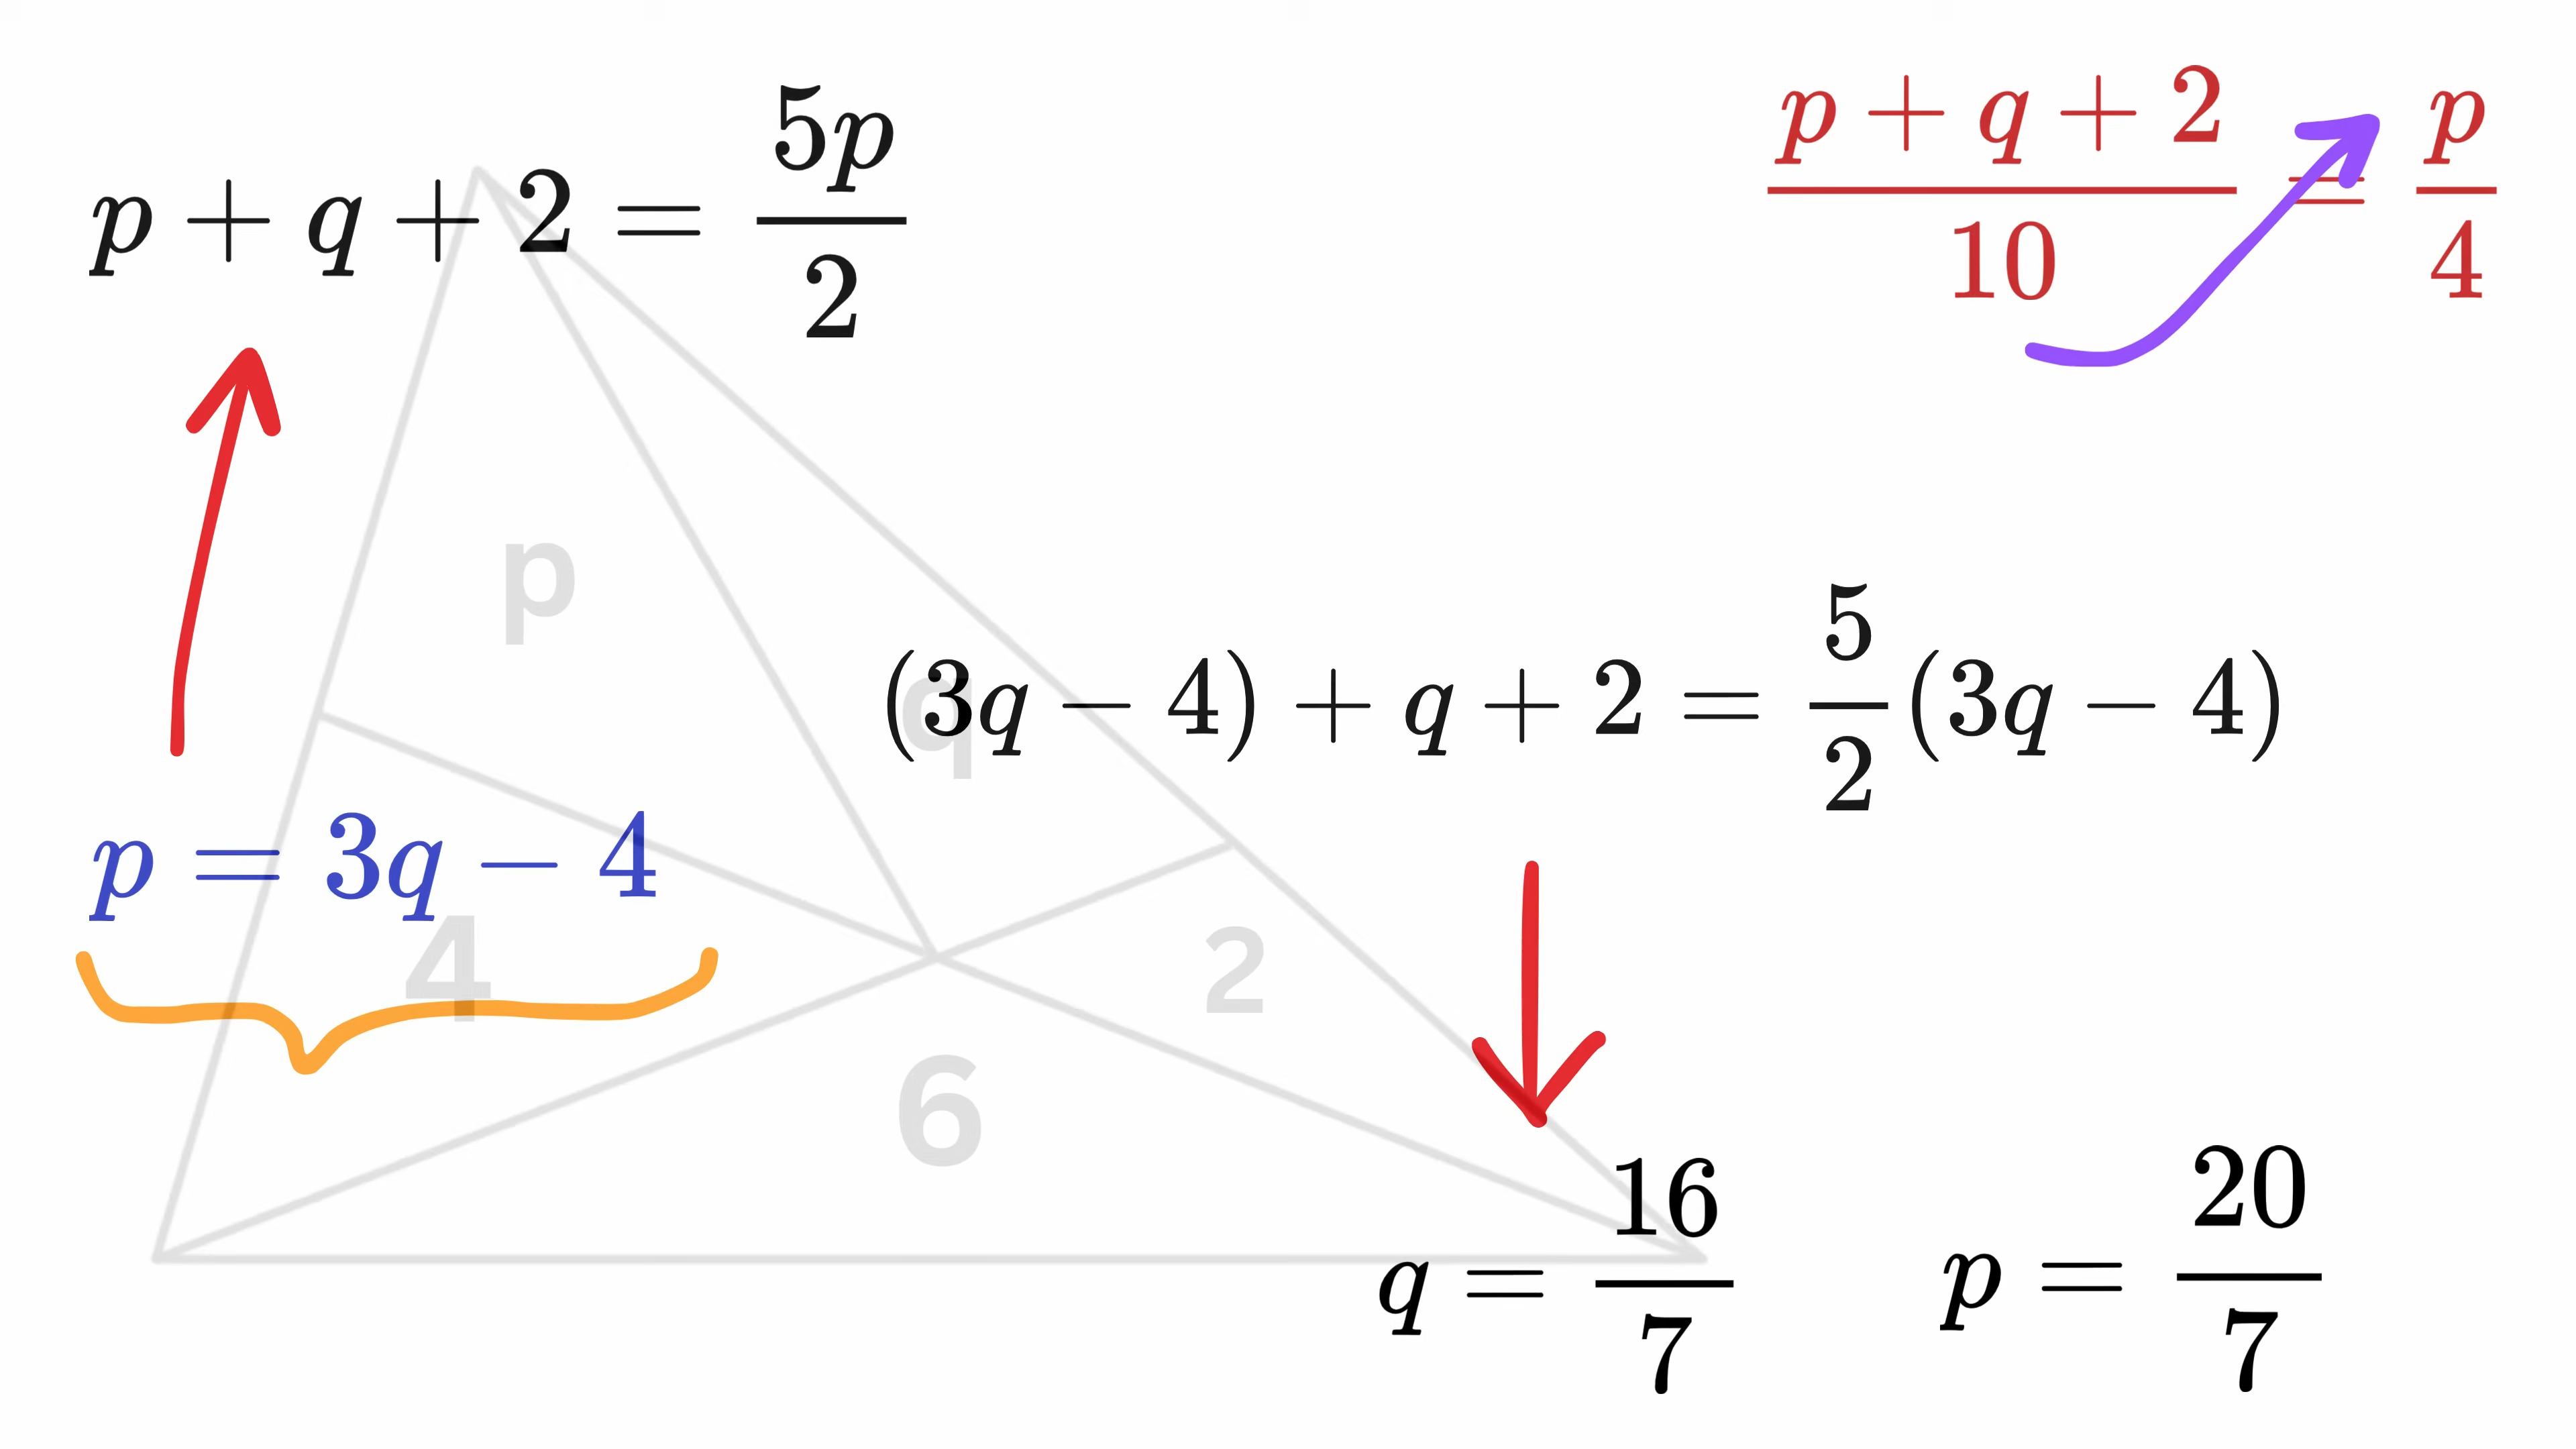 p + q + 2 = 5p/2
(p + q + 2)/10 = p/4
p
q
(3q − 4) + q + 2 = 5/2(3q − 4)
p = 3q − 4
4
2
6
q = 16/7
p = 20/7